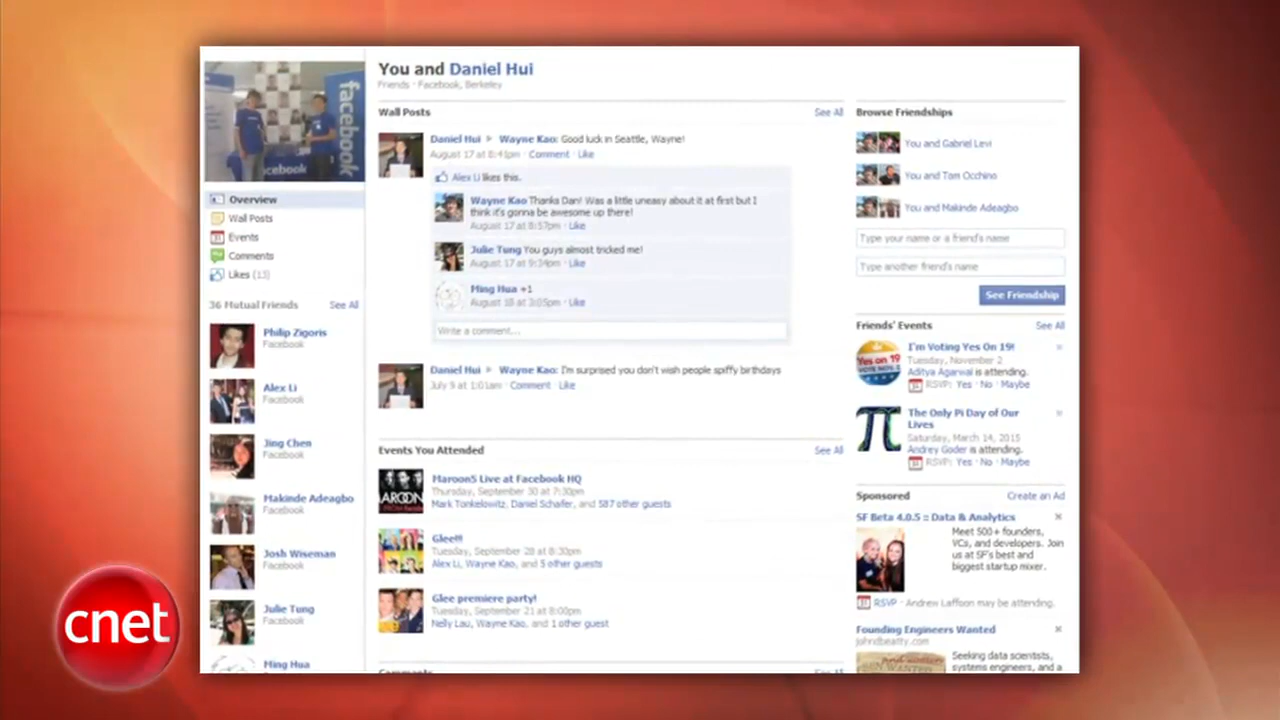 facebook
facebook
Overview
Wall Posts
Events
Comments
Likes (13)
36 Mutual Friends See All
Philip Zigoris
Facebook
Alex Li
Facebook
Jing Chen
Facebook
Makinde Adeagbo
Facebook
Josh Wiseman
Facebook
Julie Tung
Facebook
Ming Hua
You and Daniel Hui
Friends · Facebook, Berkeley
Wall Posts See All
Daniel Hui ▸ Wayne Kao: Good luck in Seattle, Wayne!
August 17 at 8:41pm · Comment · Like
Alex Li likes this.
Wayne Kao Thanks Dan! Was a little uneasy about it at first but I
think it's gonna be awesome up there!
August 17 at 8:57pm · Like
Julie Tung You guys almost tricked me!
August 17 at 9:34pm · Like
Ming Hua +1
August 18 at 3:05pm · Like
Write a comment...
Daniel Hui ▸ Wayne Kao: I'm surprised you don't wish people spiffy birthdays
July 9 at 1:01am · Comment · Like
Events You Attended See All
MAROON
Maroon5 Live at Facebook HQ
Thursday, September 30 at 7:30pm
Mark Tonkelowitz, Daniel Schafer, and 587 other guests
Glee!!!
Tuesday, September 28 at 8:30pm
Alex Li, Wayne Kao, and 5 other guests
Glee premiere party!
Tuesday, September 21 at 8:00pm
Nelly Lau, Wayne Kao, and 1 other guest
Comments See All
Browse Friendships
You and Gabriel Levi
You and Tom Occhino
You and Makinde Adeagbo
Type your name or a friend's name
Type another friend's name
See Friendship
Friends' Events See All
Yes on 19
I'm Voting Yes On 19!
Tuesday, November 2
Aditya Agarwal is attending.
RSVP: Yes · No · Maybe
π
The Only Pi Day of Our
Lives
Saturday, March 14, 2015
Andrey Goder is attending.
RSVP: Yes · No · Maybe
Sponsored Create an Ad
SF Beta 4.0.5 :: Data & Analytics
Meet 500+ founders,
VCs, and developers. Join
us at SF's best and
biggest startup mixer.
RSVP · Andrew Laffoon may be attending.
Founding Engineers Wanted
johndbeatty.com
Seeking data scientists,
systems engineers, and a
cnet